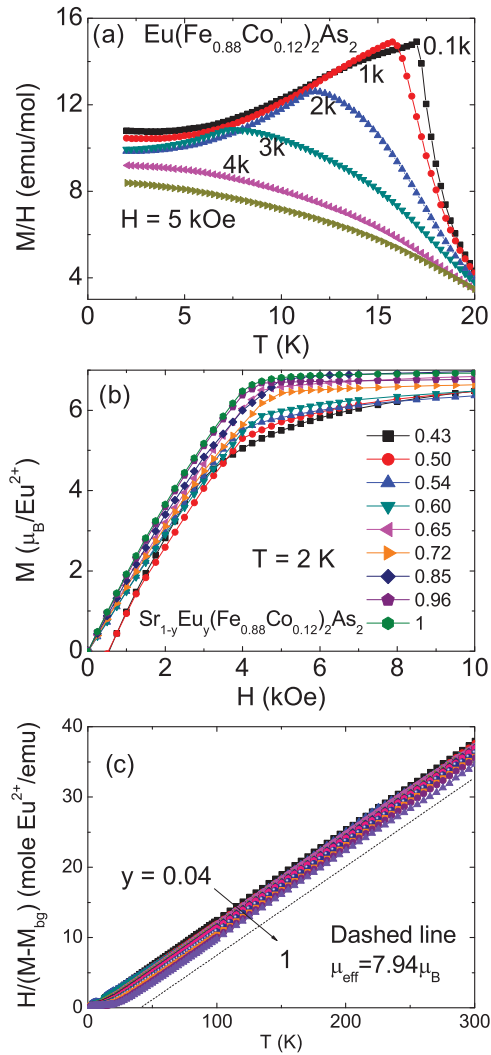 (a) Eu(Fe0.88Co0.12)2As2
0.1k
1k
2k
3k
4k
H = 5 kOe
M/H (emu/mol)
16
12
8
4
0 5 10 15 20
T (K)
(b)
M (μB/Eu2+)
6
4
2
0
0.43
0.50
0.54
0.60
0.65
0.72
0.85
0.96
1
T = 2 K
Sr1-yEuy(Fe0.88Co0.12)2As2
0 2 4 6 8 10
H (kOe)
(c)
H/(M-Mbg) (mole Eu2+/emu)
40
30
20
10
0
y = 0.04
1
Dashed line
μeff=7.94μB
100 200 300
T (K)